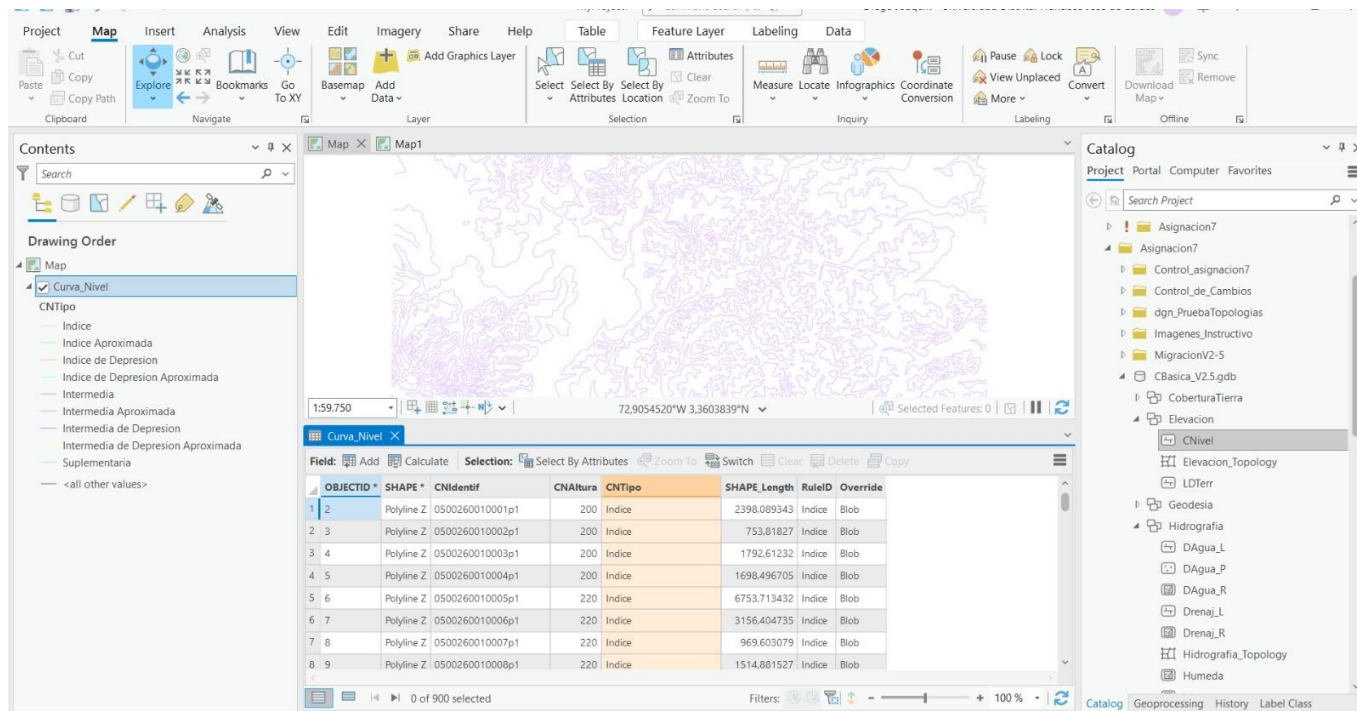 Project Map Insert Analysis View Edit Imagery Share Help Table Feature Layer Labeling Data
Paste
Cut
Copy
Copy Path
Clipboard
Explore
Bookmarks
Go To XY
Navigate
Basemap
Add Data
Add Graphics Layer
Layer
Select
Select By Attributes
Select By Location
Attributes
Clear
Zoom To
Selection
Measure
Locate
Infographics
Coordinate Conversion
Inquiry
Pause
Lock
View Unplaced
More
Convert
Labeling
Download Map
Sync
Remove
Offline
Contents
Search
Drawing Order
Map
Curva_Nivel
CNTipo
Indice
Indice Aproximada
Indice de Depresion
Indice de Depresion Aproximada
Intermedia
Intermedia Aproximada
Intermedia de Depresion
Intermedia de Depresion Aproximada
Suplementaria
<all other values>
Map Map1
1:59.750
72,9054520°W 3,3603839°N
Selected Features: 0
Curva_Nivel
Field: Add Calculate Selection: Select By Attributes Zoom To Switch Clear Delete Copy
OBJECTID * SHAPE * CNIdentif CNAltura CNTipo SHAPE_Length RuleID Override
1 2 Polyline Z 0500260010001p1 200 Indice 2398,089343 Indice Blob
2 3 Polyline Z 0500260010002p1 200 Indice 753,81827 Indice Blob
3 4 Polyline Z 0500260010003p1 200 Indice 1792,61232 Indice Blob
4 5 Polyline Z 0500260010004p1 200 Indice 1698,496705 Indice Blob
5 6 Polyline Z 0500260010005p1 220 Indice 6753,713432 Indice Blob
6 7 Polyline Z 0500260010006p1 220 Indice 3156,404735 Indice Blob
7 8 Polyline Z 0500260010007p1 220 Indice 969,603079 Indice Blob
8 9 Polyline Z 0500260010008p1 220 Indice 1514,881527 Indice Blob
0 of 900 selected
Filters:
100 %
Catalog
Project Portal Computer Favorites
Search Project
Asignacion7
Asignacion7
Control_asignacion7
Control_de_Cambios
dgn_PruebaTopologias
Imagenes_Instructivo
MigracionV2-5
CBasica_V2.5.gdb
CoberturaTierra
Elevacion
CNivel
Elevacion_Topology
LDTerr
Geodesia
Hidrografia
DAgua_L
DAgua_P
DAgua_R
Drenaj_L
Drenaj_R
Hidrografia_Topology
Humeda
Catalog Geoprocessing History Label Class